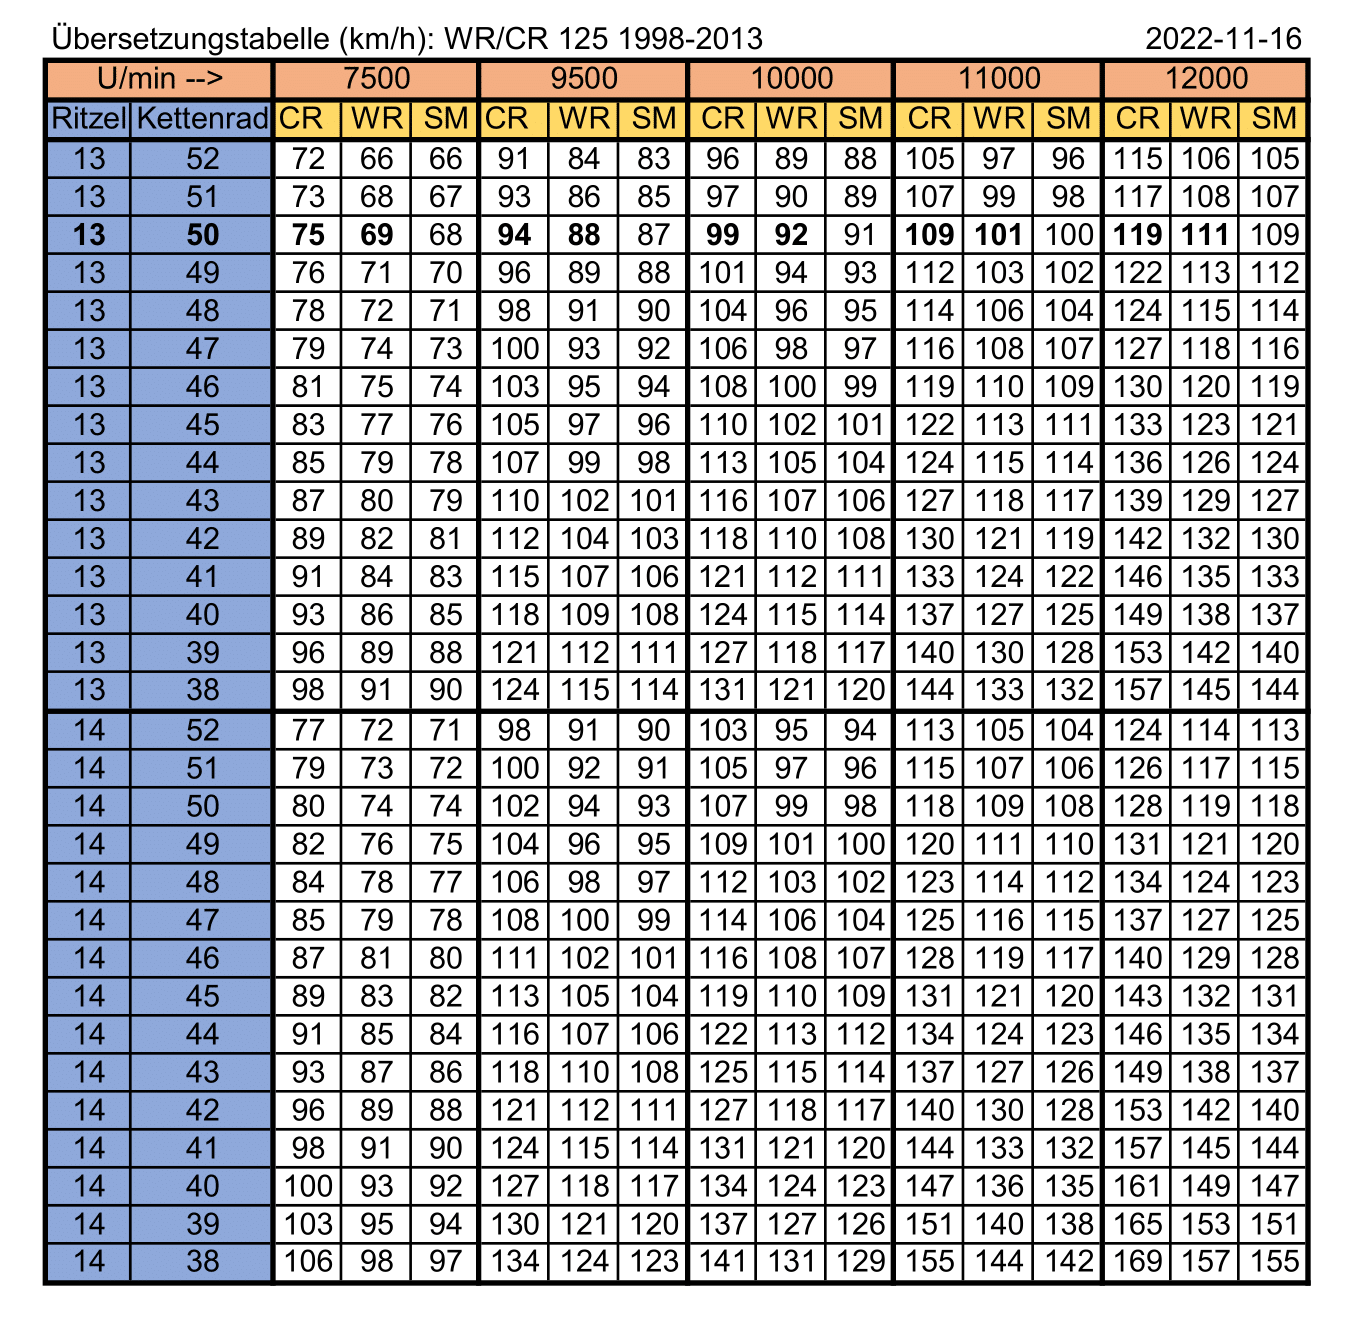 Übersetzungstabelle (km/h): WR/CR 125 1998-2013 2022-11-16
U/min --> 7500 9500 10000 11000 12000
Ritzel Kettenrad CR WR SM CR WR SM CR WR SM CR WR SM CR WR SM
13 52 72 66 66 91 84 83 96 89 88 105 97 96 115 106 105
13 51 73 68 67 93 86 85 97 90 89 107 99 98 117 108 107
13 50 75 69 68 94 88 87 99 92 91 109 101 100 119 111 109
13 49 76 71 70 96 89 88 101 94 93 112 103 102 122 113 112
13 48 78 72 71 98 91 90 104 96 95 114 106 104 124 115 114
13 47 79 74 73 100 93 92 106 98 97 116 108 107 127 118 116
13 46 81 75 74 103 95 94 108 100 99 119 110 109 130 120 119
13 45 83 77 76 105 97 96 110 102 101 122 113 111 133 123 121
13 44 85 79 78 107 99 98 113 105 104 124 115 114 136 126 124
13 43 87 80 79 110 102 101 116 107 106 127 118 117 139 129 127
13 42 89 82 81 112 104 103 118 110 108 130 121 119 142 132 130
13 41 91 84 83 115 107 106 121 112 111 133 124 122 146 135 133
13 40 93 86 85 118 109 108 124 115 114 137 127 125 149 138 137
13 39 96 89 88 121 112 111 127 118 117 140 130 128 153 142 140
13 38 98 91 90 124 115 114 131 121 120 144 133 132 157 145 144
14 52 77 72 71 98 91 90 103 95 94 113 105 104 124 114 113
14 51 79 73 72 100 92 91 105 97 96 115 107 106 126 117 115
14 50 80 74 74 102 94 93 107 99 98 118 109 108 128 119 118
14 49 82 76 75 104 96 95 109 101 100 120 111 110 131 121 120
14 48 84 78 77 106 98 97 112 103 102 123 114 112 134 124 123
14 47 85 79 78 108 100 99 114 106 104 125 116 115 137 127 125
14 46 87 81 80 111 102 101 116 108 107 128 119 117 140 129 128
14 45 89 83 82 113 105 104 119 110 109 131 121 120 143 132 131
14 44 91 85 84 116 107 106 122 113 112 134 124 123 146 135 134
14 43 93 87 86 118 110 108 125 115 114 137 127 126 149 138 137
14 42 96 89 88 121 112 111 127 118 117 140 130 128 153 142 140
14 41 98 91 90 124 115 114 131 121 120 144 133 132 157 145 144
14 40 100 93 92 127 118 117 134 124 123 147 136 135 161 149 147
14 39 103 95 94 130 121 120 137 127 126 151 140 138 165 153 151
14 38 106 98 97 134 124 123 141 131 129 155 144 142 169 157 155